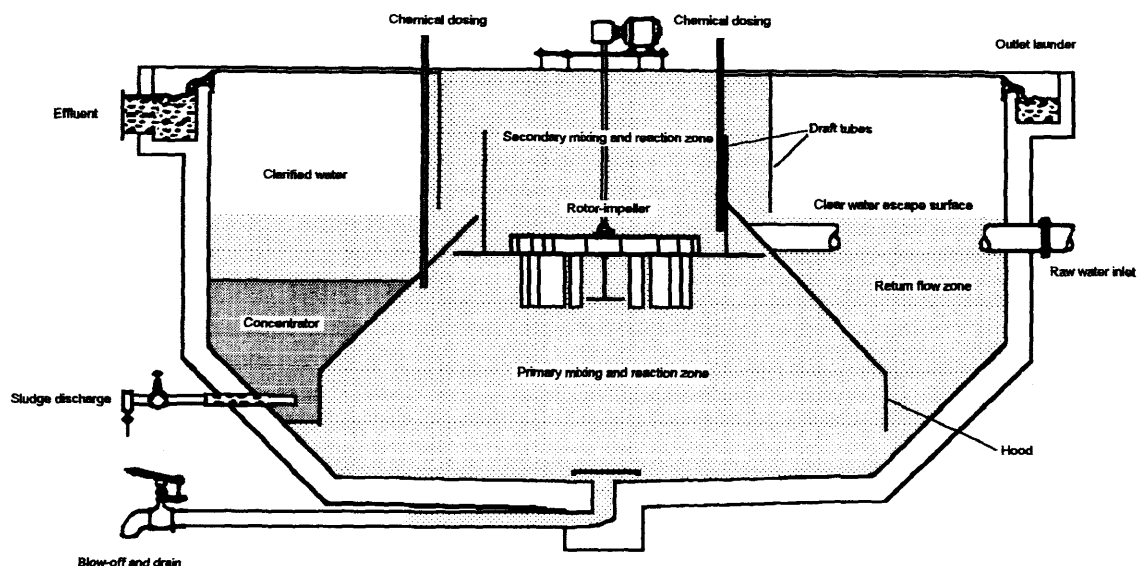 Chemical dosing
Chemical dosing
Outlet launder
Effluent
Secondary mixing and reaction zone
Draft tubes
Clarified water
Rotor-impeller
Clear water escape surface
Raw water inlet
Return flow zone
Concentrator
Primary mixing and reaction zone
Sludge discharge
Hood
Blow-off and drain